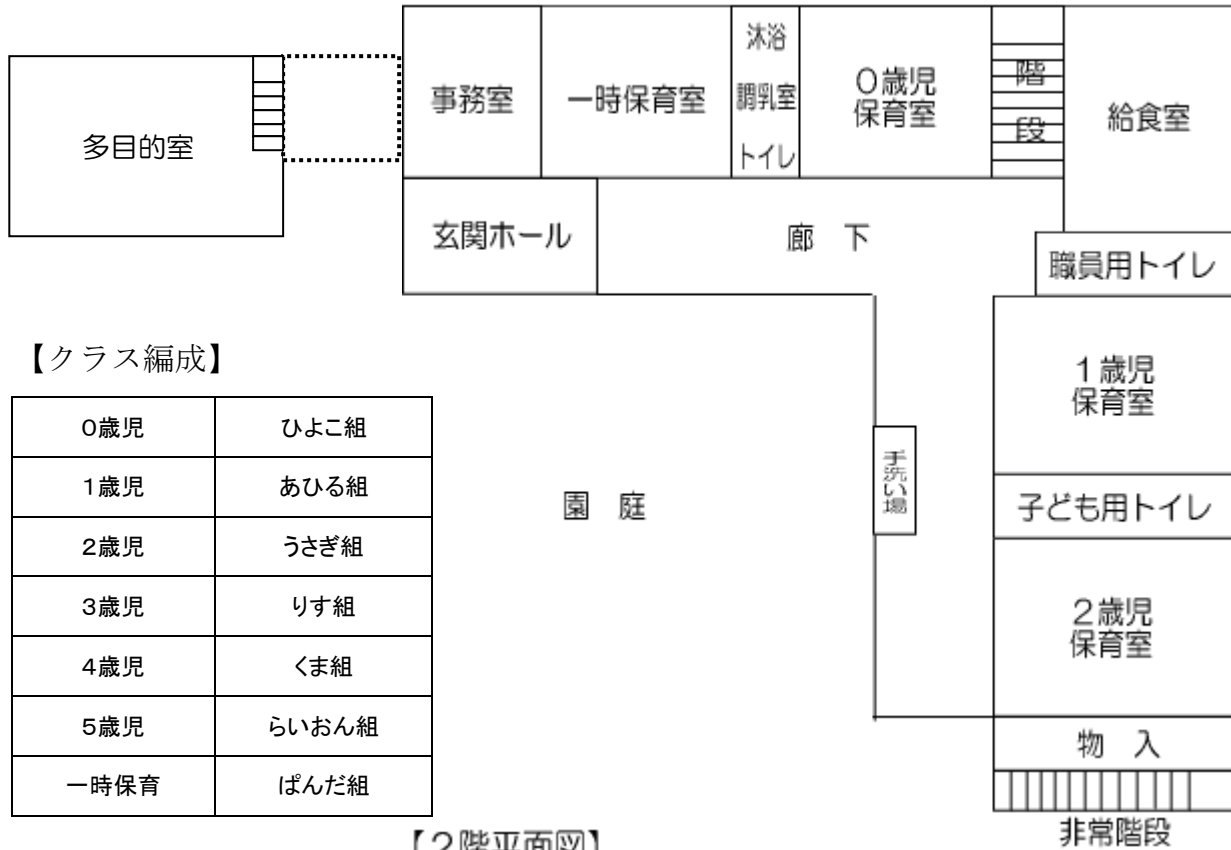 多目的室
事務室
一時保育室
沐浴
調乳室
トイレ
0歳児
保育室
階
段
給食室
玄関ホール
廊 下
職員用トイレ
1歳児
保育室
子ども用トイレ
2歳児
保育室
物 入
非常階段
手洗い場
園 庭
【クラス編成】
0歳児 ひよこ組
1歳児 あひる組
2歳児 うさぎ組
3歳児 りす組
4歳児 くま組
5歳児 らいおん組
一時保育 ぱんだ組
【2階平面図】